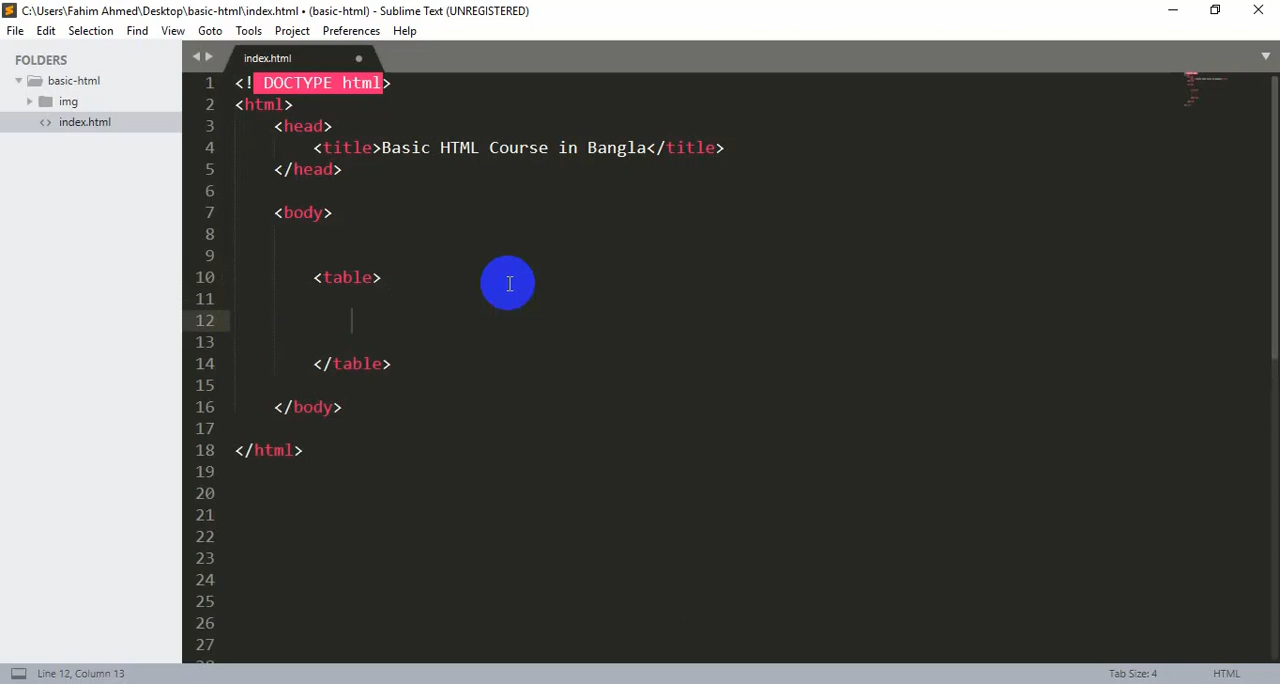 C:\Users\Fahim Ahmed\Desktop\basic-html\index.html • (basic-html) - Sublime Text (UNREGISTERED)
File Edit Selection Find View Goto Tools Project Preferences Help
FOLDERS
basic-html
img
index.html
index.html
1 <! DOCTYPE html>
2 <html>
3 <head>
4 <title>Basic HTML Course in Bangla</title>
5 </head>
6
7 <body>
8
9
10 <table>
11
12
13
14 </table>
15
16 </body>
17
18 </html>
19
20
21
22
23
24
25
26
27
Line 12, Column 13 Tab Size: 4 HTML